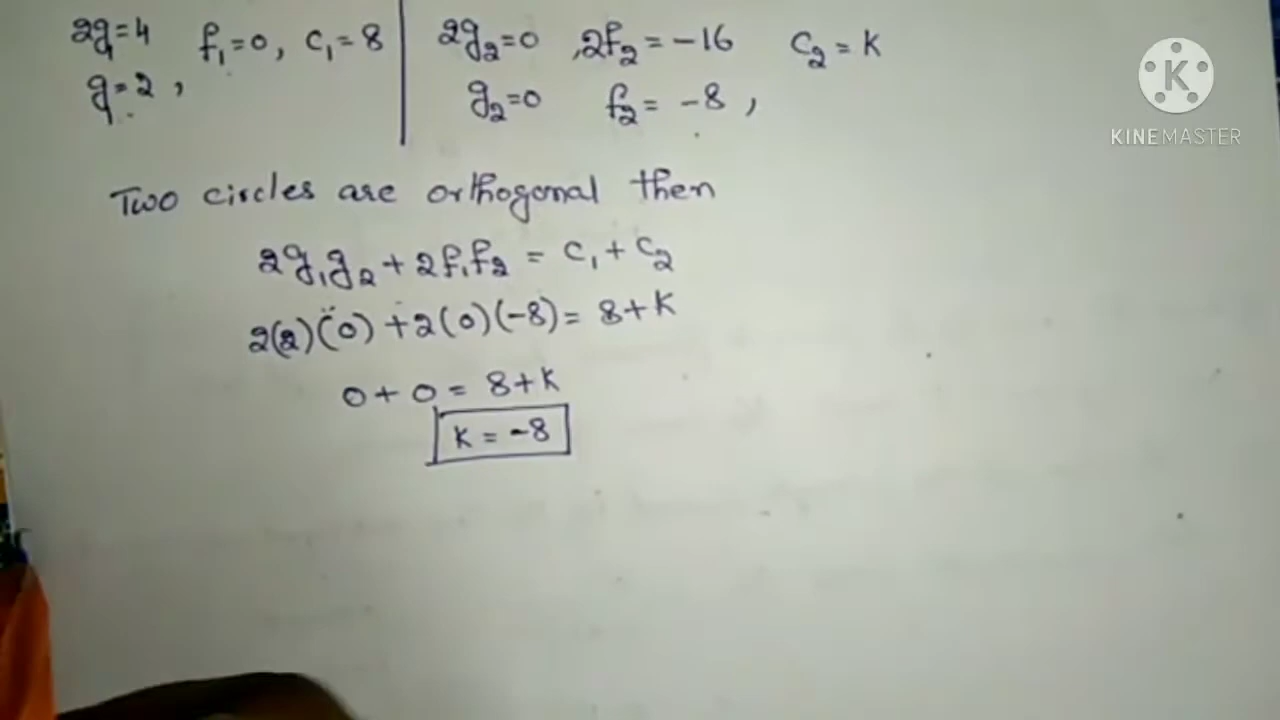 2g₁=4 f₁=0, c₁=8 2g₂=0 ,2f₂=-16 c₂=k
g₁=2, g₂=0 f₂=-8,
K
KINEMASTER
Two circles are orthogonal then
2g₁g₂+2f₁f₂=c₁+c₂
2(2)(0)+2(0)(-8)=8+k
0+0=8+k
k=-8